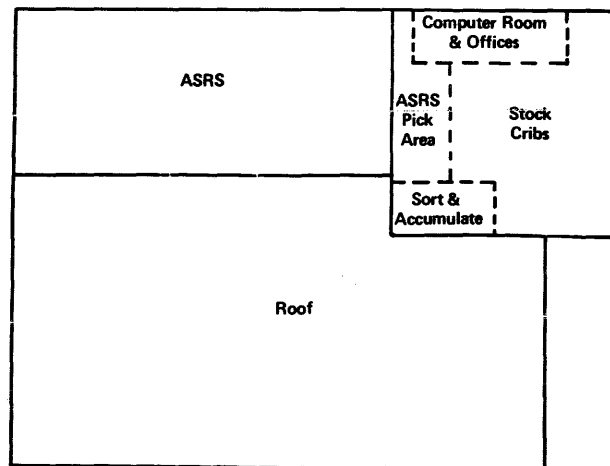 Computer Room
& Offices
ASRS
ASRS
Pick
Area
Stock
Cribs
Sort &
Accumulate
Roof